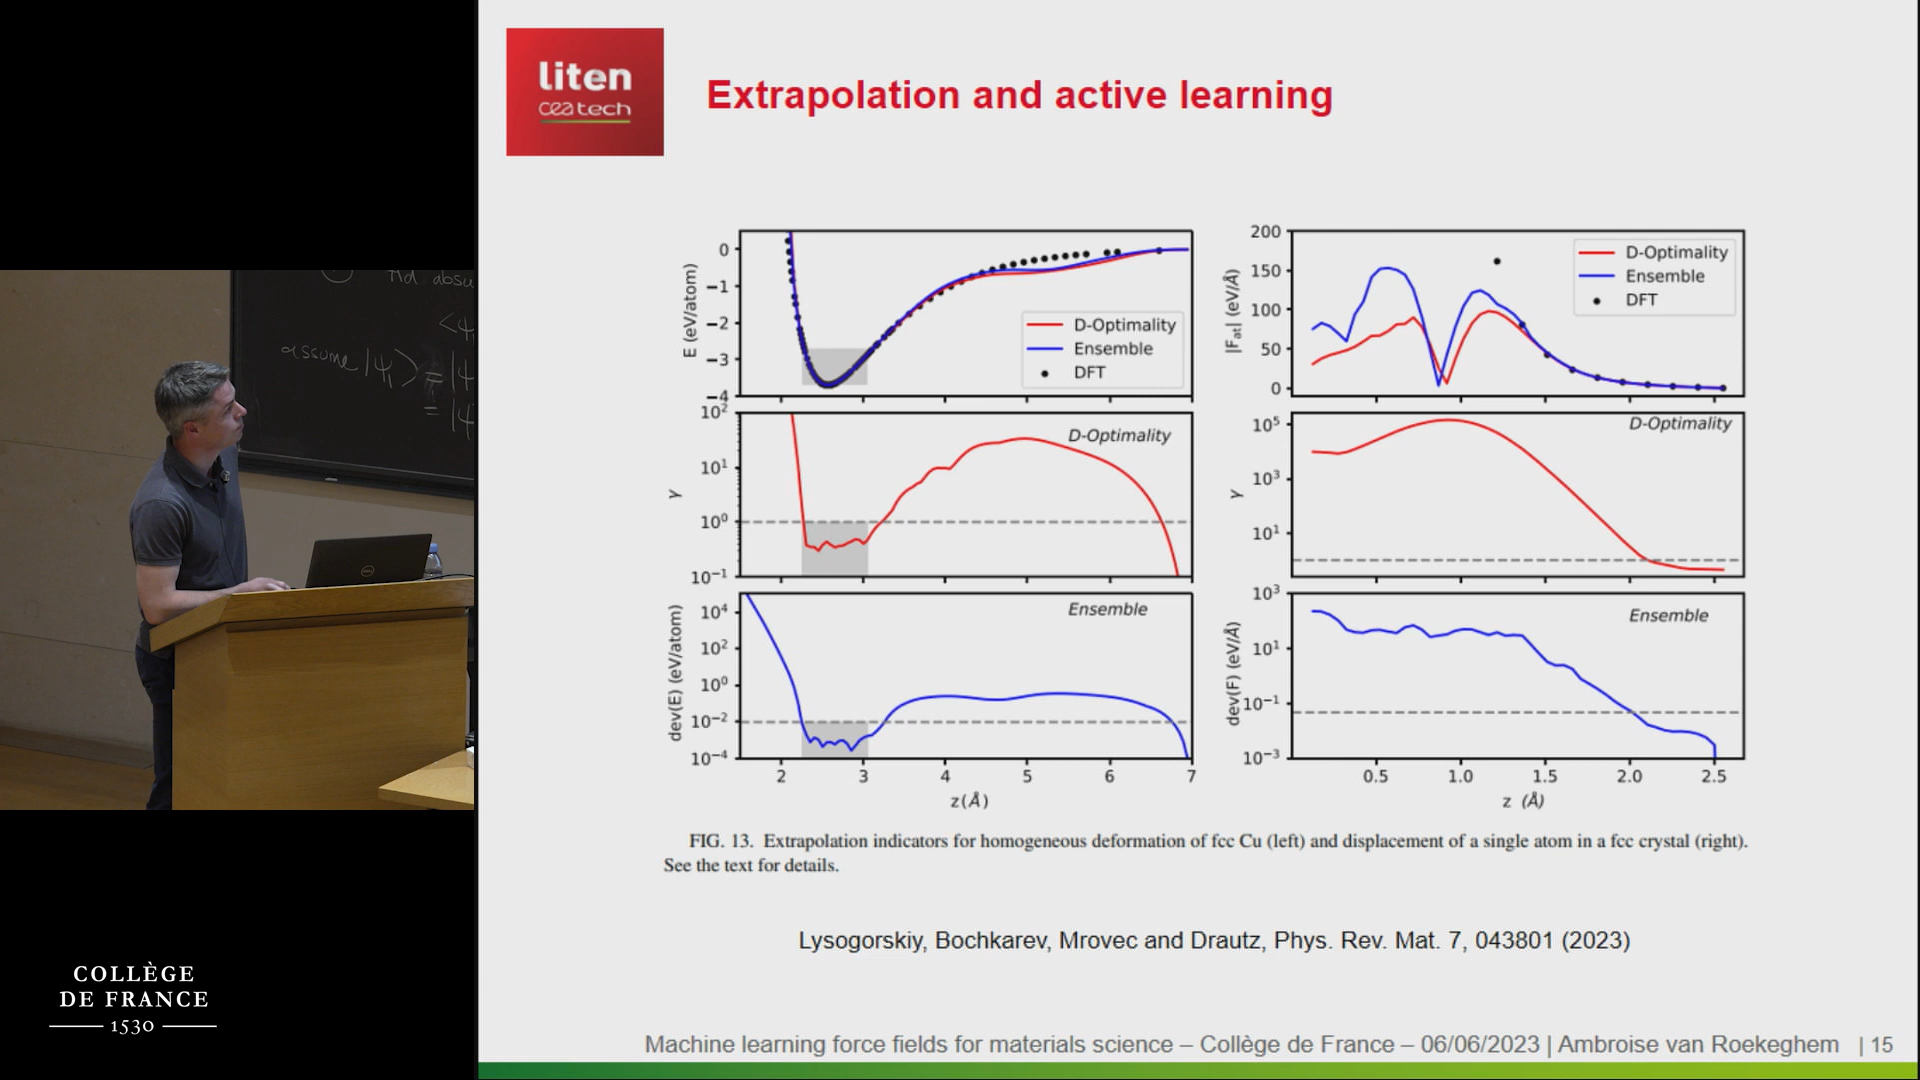 liten
ceatech
Extrapolation and active learning
E (eV/atom)
0
−1
−2
−3
−4
D-Optimality
Ensemble
DFT
γ
10²
10¹
10⁰
10⁻¹
D-Optimality
dev(E) (eV/atom)
10⁴
10²
10⁰
10⁻²
10⁻⁴
Ensemble
2 3 4 5 6 7
z(Å)
|Fat| (eV/Å)
200
150
100
50
0
D-Optimality
Ensemble
DFT
γ
10⁵
10³
10¹
D-Optimality
dev(F) (eV/Å)
10³
10¹
10⁻¹
10⁻³
Ensemble
0.5 1.0 1.5 2.0 2.5
z (Å)
FIG. 13. Extrapolation indicators for homogeneous deformation of fcc Cu (left) and displacement of a single atom in a fcc crystal (right).
See the text for details.
Lysogorskiy, Bochkarev, Mrovec and Drautz, Phys. Rev. Mat. 7, 043801 (2023)
Machine learning force fields for materials science – Collège de France – 06/06/2023 | Ambroise van Roekeghem | 15
assume |ψ₁⟩ = |ψ
= |ψ
DELL
COLLÈGE
DE FRANCE
1530